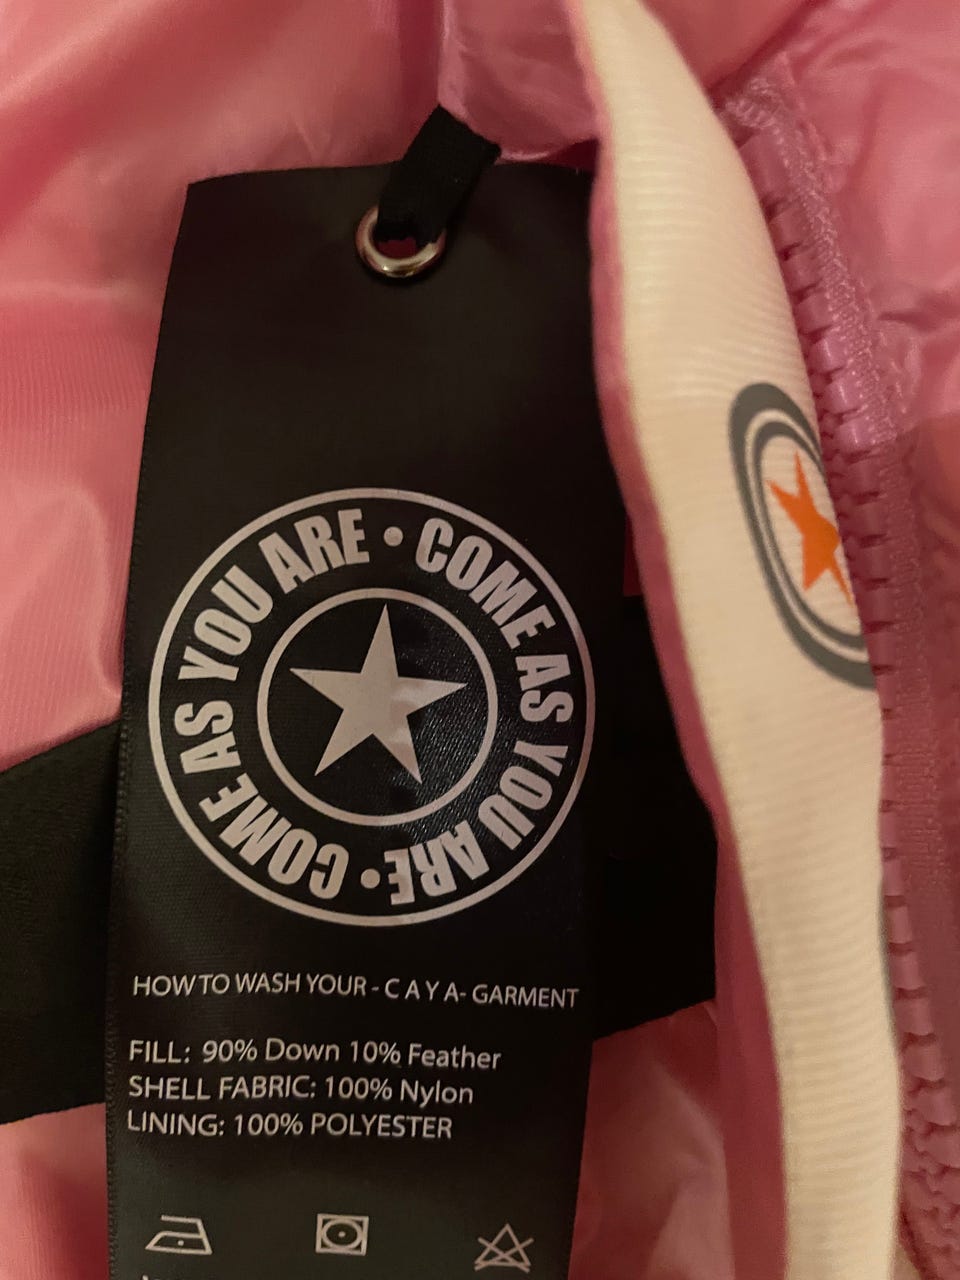 COME AS YOU ARE • COME AS YOU ARE •
HOW TO WASH YOUR - C A Y A- GARMENT
FILL: 90% Down 10% Feather
SHELL FABRIC: 100% Nylon
LINING: 100% POLYESTER